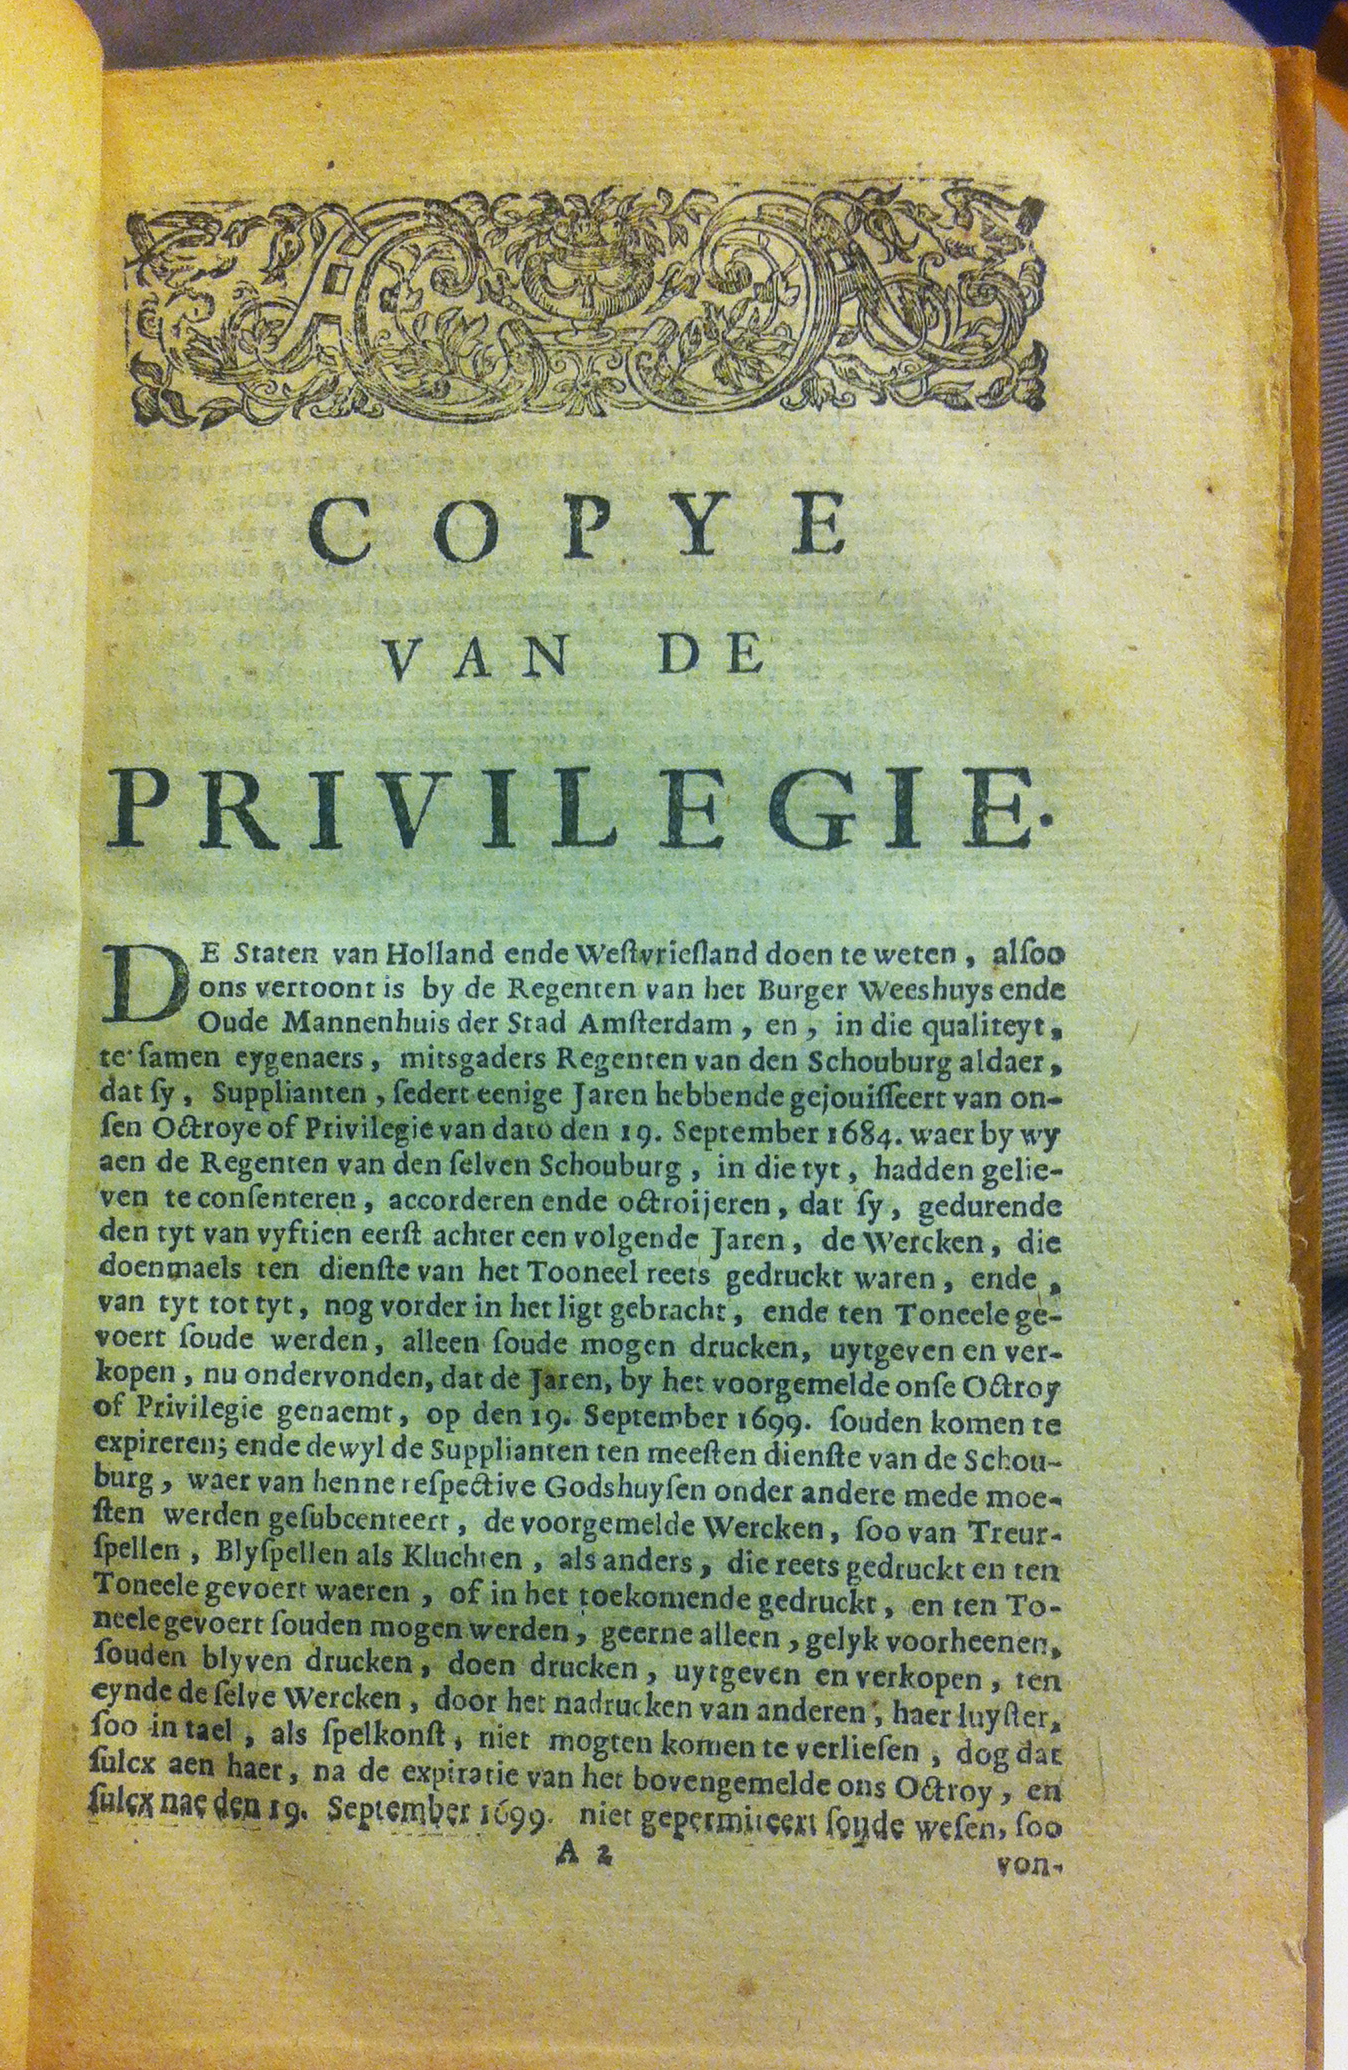 COPYE
VAN DE
PRIVILEGIE.
DE Staten van Holland ende Weſtvrieſland doen te weten, alſoo
ons vertoont is by de Regenten van het Burger Weeshuys ende
Oude Mannenhuis der Stad Amſterdam, en, in die qualiteyt,
te ſamen eygenaers, mitsgaders Regenten van den Schouburg aldaer,
dat ſy, Supplianten, ſedert eenige Jaren hebbende gejouiſſeert van on-
ſen Octroye of Privilegie van dato den 19. September 1684. waer by wy
aen de Regenten van den ſelven Schouburg, in die tyt, hadden gelie-
ven te conſenteren, accorderen ende octroijeren, dat ſy, gedurende
den tyt van vyftien eerſt achter een volgende Jaren, de Wercken, die
doenmaels ten dienſte van het Tooneel reets gedruckt waren, ende,
van tyt tot tyt, nog vorder in het ligt gebracht, ende ten Toneele ge-
voert ſoude werden, alleen ſoude mogen drucken, uytgeven en ver-
kopen, nu ondervonden, dat de Jaren, by het voorgemelde onſe Octroy
of Privilegie genaemt, op den 19. September 1699. ſouden komen te
expireren; ende dewyl de Supplianten ten meeſten dienſte van de Schou-
burg, waer van henne reſpective Godshuyſen onder andere mede moe-
ſten werden geſubcenteert, de voorgemelde Wercken, ſoo van Treur-
ſpellen, Blyſpellen als Kluchten, als anders, die reets gedruckt en ten
Toneele gevoert waeren, of in het toekomende gedruckt, en ten To-
neele gevoert ſouden mogen werden, geerne alleen, gelyk voorheenen,
ſouden blyven drucken, doen drucken, uytgeven en verkopen, ten
eynde de ſelve Wercken, door het nadrucken van anderen, haer luyſter,
ſoo in tael, als ſpelkonſt, niet mogten komen te verlieſen, dog dat
ſulcx aen haer, na de expiratie van het bovengemelde ons Octroy, en
ſulcx nae den 19. September 1699. niet gepermitteert ſoude weſen, ſoo
A 2
von-